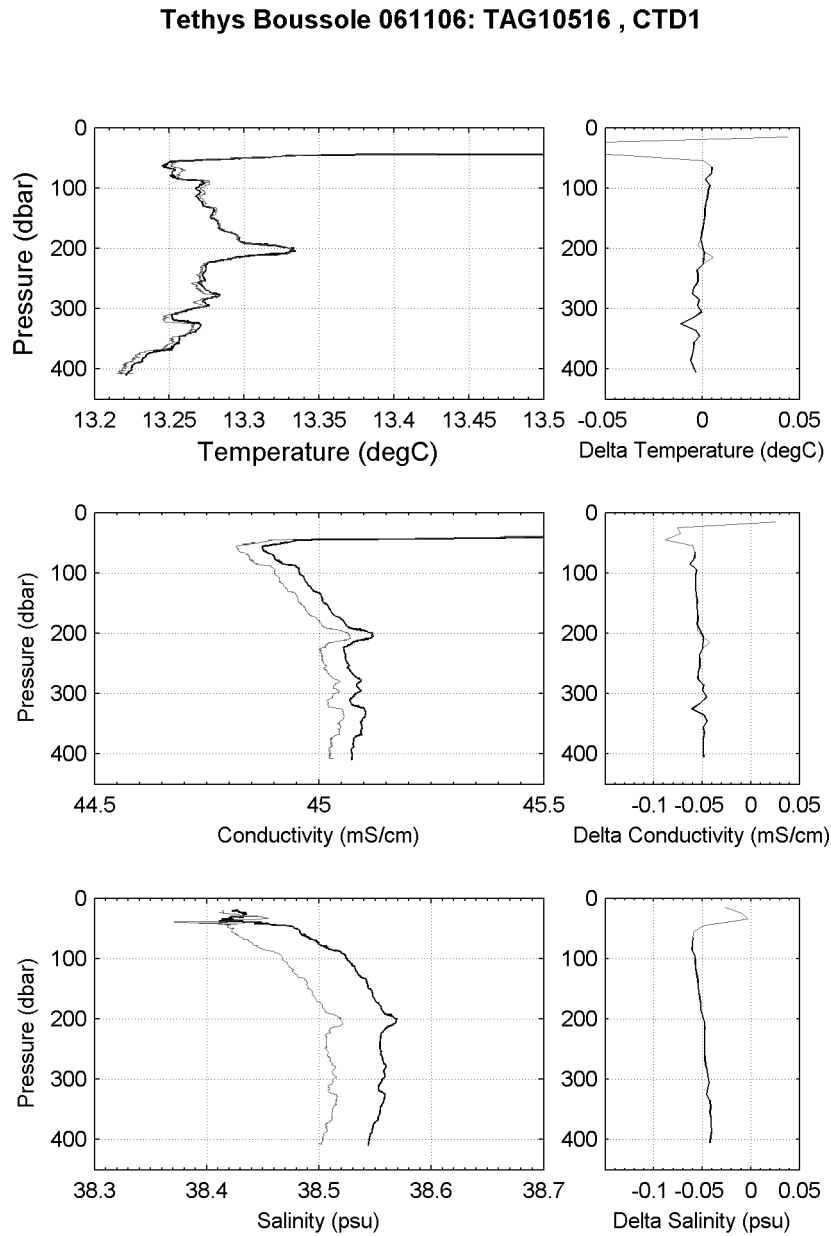 Tethys Boussole 061106: TAG10516 , CTD1
0
100
200
300
400
Pressure (dbar)
13.2 13.25 13.3 13.35 13.4 13.45 13.5
Temperature (degC)
0
100
200
300
400
-0.05 0 0.05
Delta Temperature (degC)
0
100
200
300
400
Pressure (dbar)
44.5 45 45.5
Conductivity (mS/cm)
0
100
200
300
400
-0.1 -0.05 0 0.05
Delta Conductivity (mS/cm)
0
100
200
300
400
Pressure (dbar)
38.3 38.4 38.5 38.6 38.7
Salinity (psu)
0
100
200
300
400
-0.1 -0.05 0 0.05
Delta Salinity (psu)